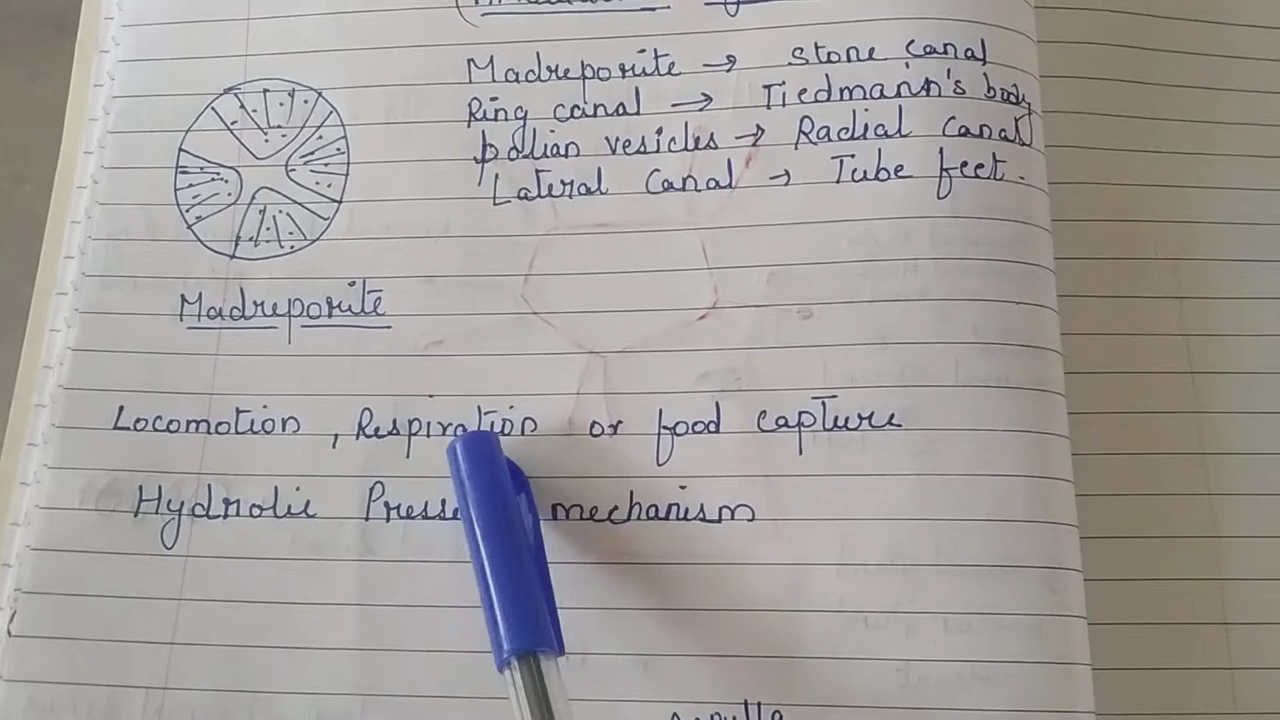 Madreporite → stone canal
Ring canal → Tiedmann's body
polian vesicles → Radial canal
Lateral Canal → Tube feet.
Madreporite
Locomotion, Respiration or food capture
Hydrolic mechanism